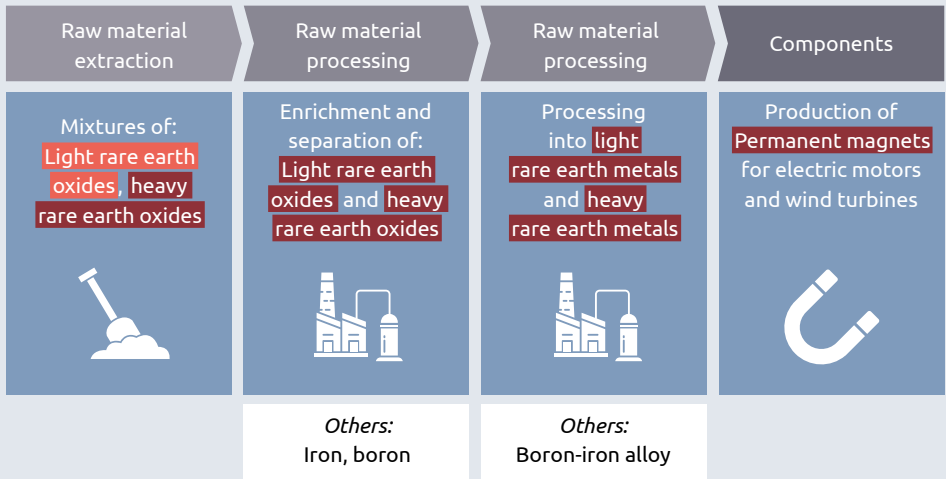 Raw material
extraction
Raw material
processing
Raw material
processing
Components
Mixtures of:
Light rare earth
oxides, heavy
rare earth oxides
Enrichment and
separation of:
Light rare earth
oxides and heavy
rare earth oxides
Processing
into light
rare earth metals
and heavy
rare earth metals
Production of
Permanent magnets
for electric motors
and wind turbines
Others:
Iron, boron
Others:
Boron-iron alloy